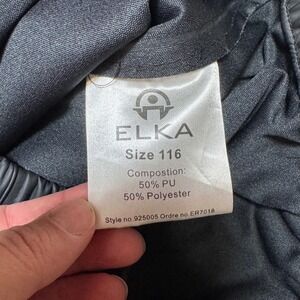 ELKA
Size 116
Compostion:
50% PU
50% Polyester
Style no.925005 Ordre no.ER7018